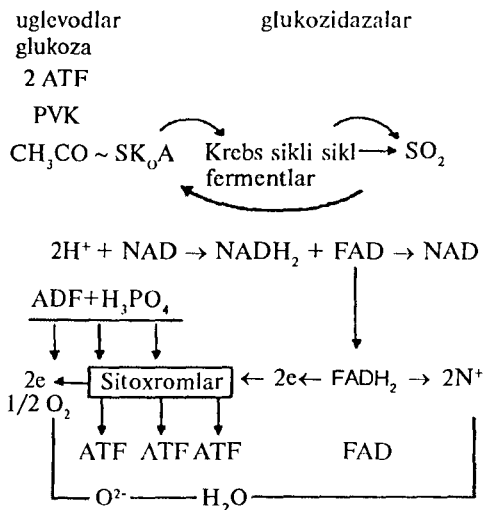 uglevodlar glukozidazalar
glukoza
2 ATF
PVK
CH₃CO ~ SKₒA Krebs sikli sikl → SO₂
fermentlar
2H⁺ + NAD → NADH₂ + FAD → NAD
ADF+H₃PO₄
2e ← Sitoxromlar ← 2e ← FADH₂ → 2N⁺
1/2 O₂
ATF ATF ATF FAD
O²⁻ H₂O